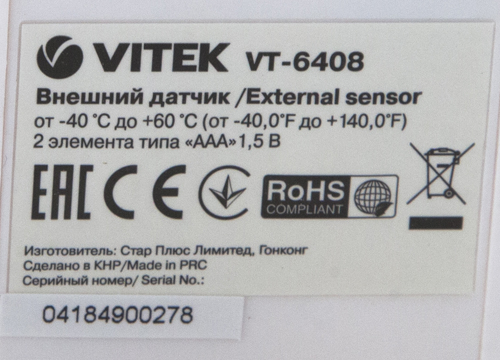 VITEK VT-6408
Внешний датчик /External sensor
от -40 °C до +60 °C (от -40,0°F до +140,0°F)
2 элемента типа «ААА» 1,5 В
EAC CE RoHS
COMPLIANT
Изготовитель: Стар Плюс Лимитед, Гонконг
Сделано в КНР/Made in PRC
Серийный номер/ Serial No.:
04184900278